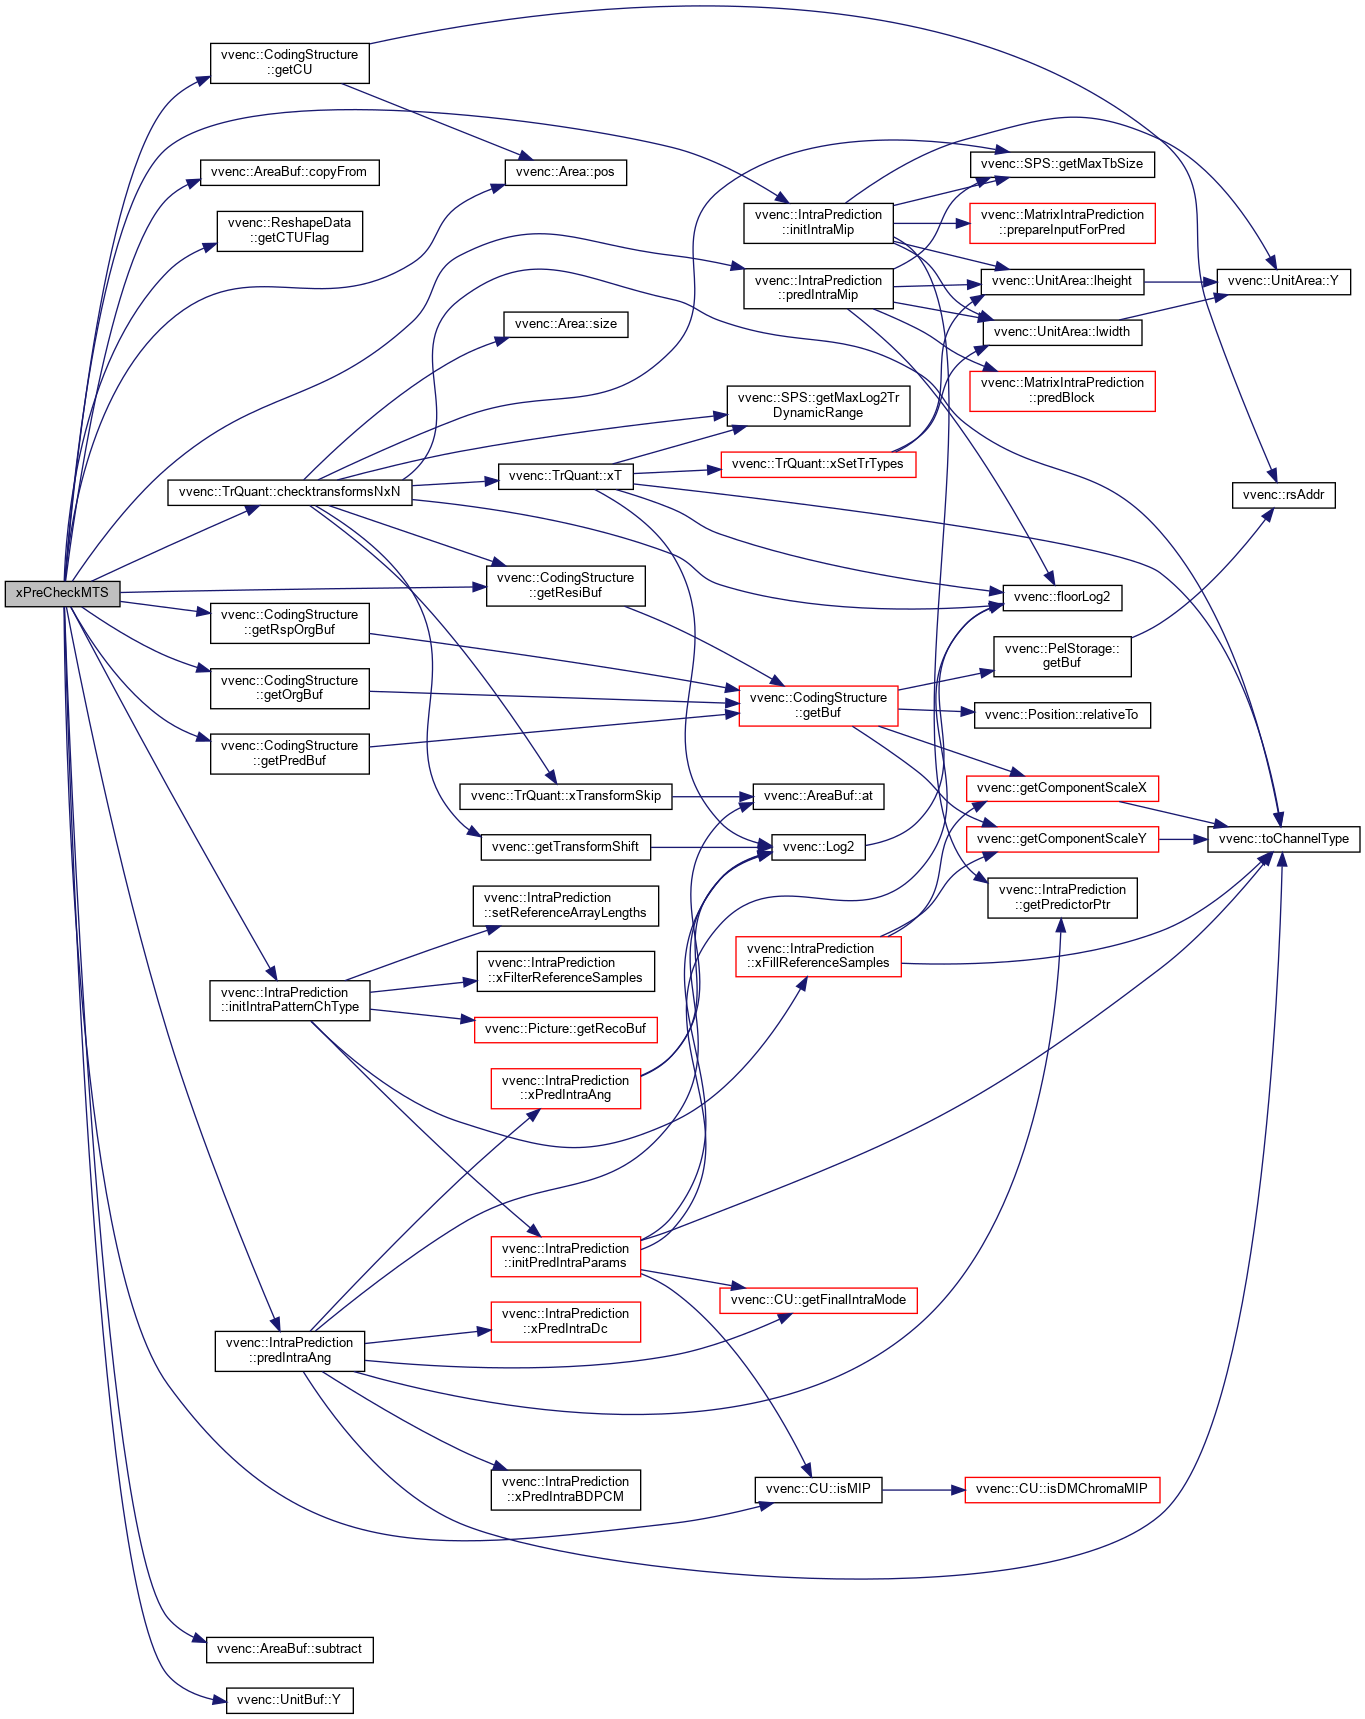 vvenc::CodingStructure
::getCU
vvenc::AreaBuf::copyFrom
vvenc::ReshapeData
::getCTUFlag
vvenc::Area::pos
vvenc::SPS::getMaxTbSize
vvenc::IntraPrediction
::initIntraMip
vvenc::MatrixIntraPrediction
::prepareInputForPred
vvenc::IntraPrediction
::predIntraMip
vvenc::UnitArea::lheight
vvenc::UnitArea::Y
vvenc::Area::size
vvenc::UnitArea::lwidth
vvenc::MatrixIntraPrediction
::predBlock
vvenc::SPS::getMaxLog2Tr
DynamicRange
vvenc::TrQuant::xSetTrTypes
vvenc::TrQuant::xT
vvenc::TrQuant::checktransformsNxN
vvenc::rsAddr
xPreCheckMTS
vvenc::CodingStructure
::getResiBuf
vvenc::floorLog2
vvenc::CodingStructure
::getRspOrgBuf
vvenc::PelStorage::
getBuf
vvenc::CodingStructure
::getOrgBuf
vvenc::CodingStructure
::getBuf
vvenc::Position::relativeTo
vvenc::CodingStructure
::getPredBuf
vvenc::TrQuant::xTransformSkip
vvenc::AreaBuf::at
vvenc::getComponentScaleX
vvenc::getTransformShift
vvenc::Log2
vvenc::getComponentScaleY
vvenc::toChannelType
vvenc::IntraPrediction
::setReferenceArrayLengths
vvenc::IntraPrediction
::getPredictorPtr
vvenc::IntraPrediction
::xFillReferenceSamples
vvenc::IntraPrediction
::xFilterReferenceSamples
vvenc::IntraPrediction
::initIntraPatternChType
vvenc::Picture::getRecoBuf
vvenc::IntraPrediction
::xPredIntraAng
vvenc::IntraPrediction
::initPredIntraParams
vvenc::CU::getFinalIntraMode
vvenc::IntraPrediction
::xPredIntraDc
vvenc::IntraPrediction
::predIntraAng
vvenc::IntraPrediction
::xPredIntraBDPCM
vvenc::CU::isMIP
vvenc::CU::isDMChromaMIP
vvenc::AreaBuf::subtract
vvenc::UnitBuf::Y